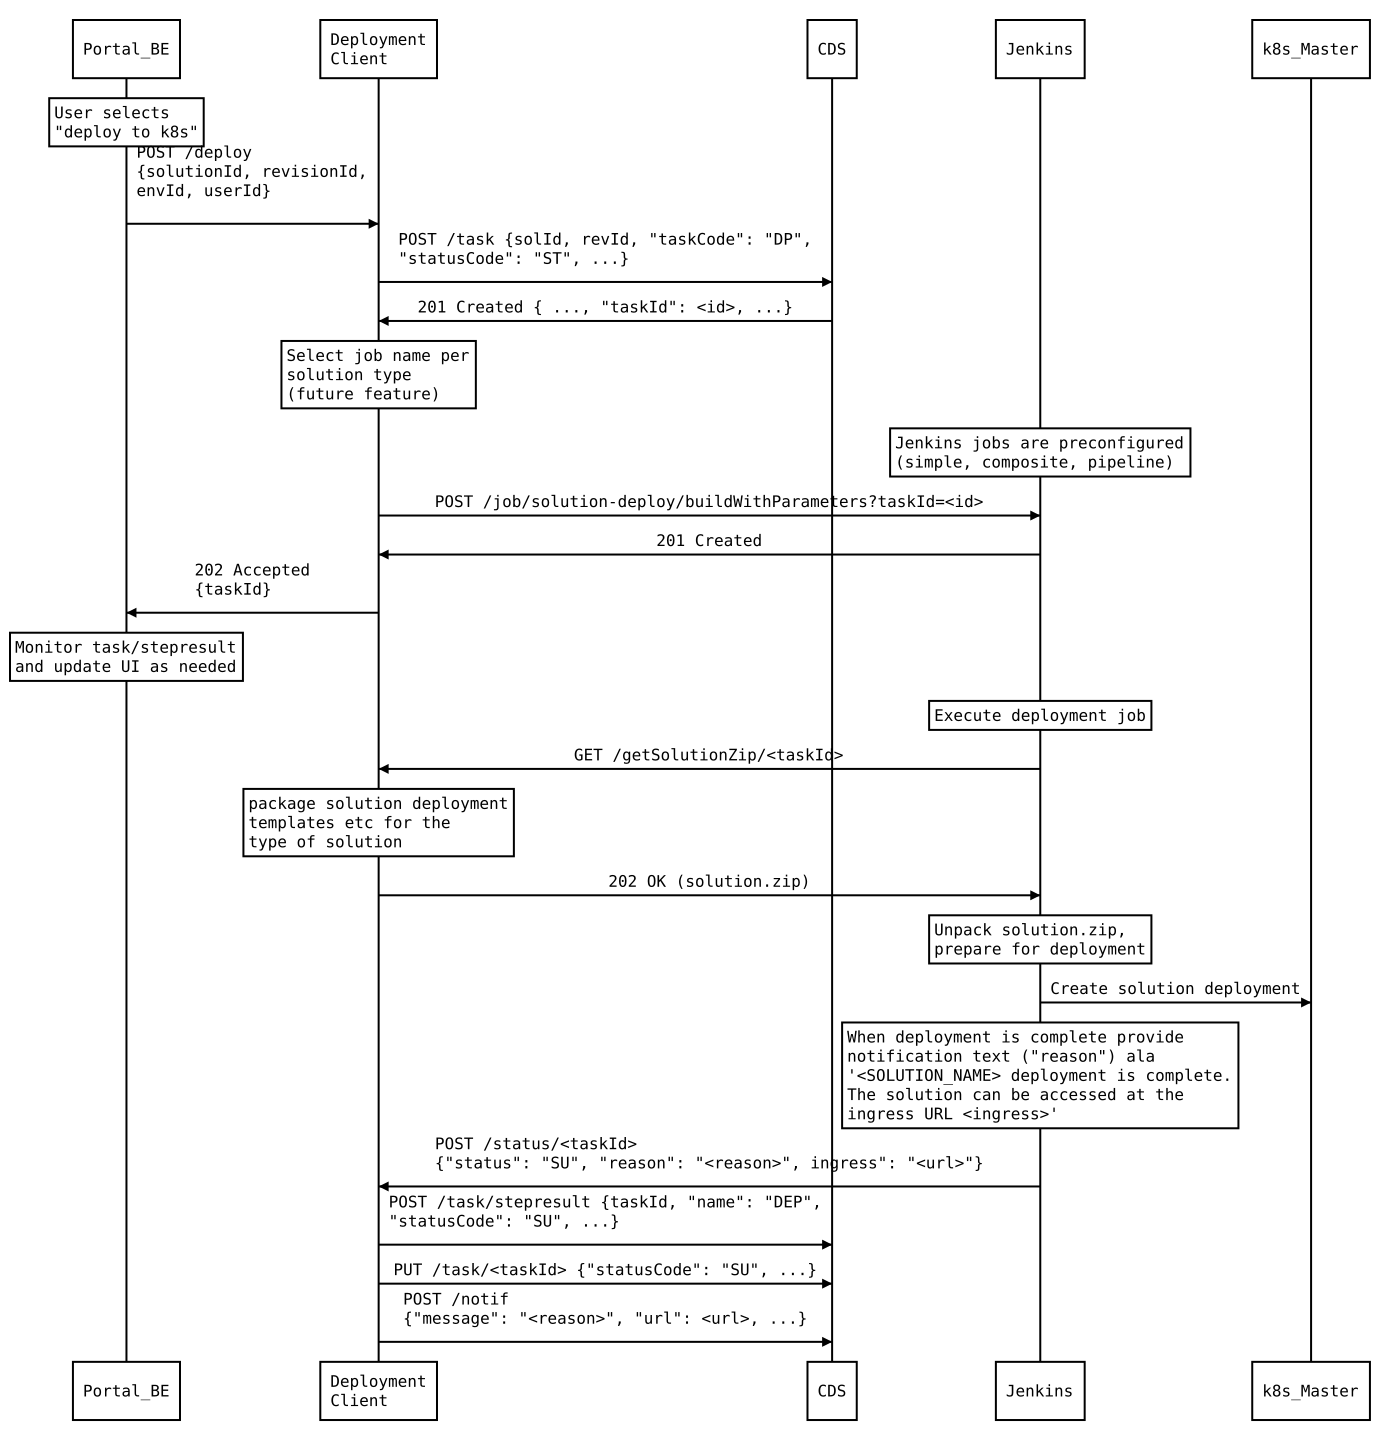 Portal_BE
Deployment
Client
CDS
Jenkins
k8s_Master
User selects
"deploy to k8s"
POST /deploy
{solutionId, revisionId,
envId, userId}
POST /task {solId, revId, "taskCode": "DP",
"statusCode": "ST", ...}
201 Created { ..., "taskId": <id>, ...}
Select job name per
solution type
(future feature)
Jenkins jobs are preconfigured
(simple, composite, pipeline)
POST /job/solution-deploy/buildWithParameters?taskId=<id>
201 Created
202 Accepted
{taskId}
Monitor task/stepresult
and update UI as needed
Execute deployment job
GET /getSolutionZip/<taskId>
package solution deployment
templates etc for the
type of solution
202 OK (solution.zip)
Unpack solution.zip,
prepare for deployment
Create solution deployment
When deployment is complete provide
notification text ("reason") ala
'<SOLUTION_NAME> deployment is complete.
The solution can be accessed at the
ingress URL <ingress>'
POST /status/<taskId>
{"status": "SU", "reason": "<reason>", ingress": "<url>"}
POST /task/stepresult {taskId, "name": "DEP",
"statusCode": "SU", ...}
PUT /task/<taskId> {"statusCode": "SU", ...}
POST /notif
{"message": "<reason>", "url": <url>, ...}
Portal_BE
Deployment
Client
CDS
Jenkins
k8s_Master